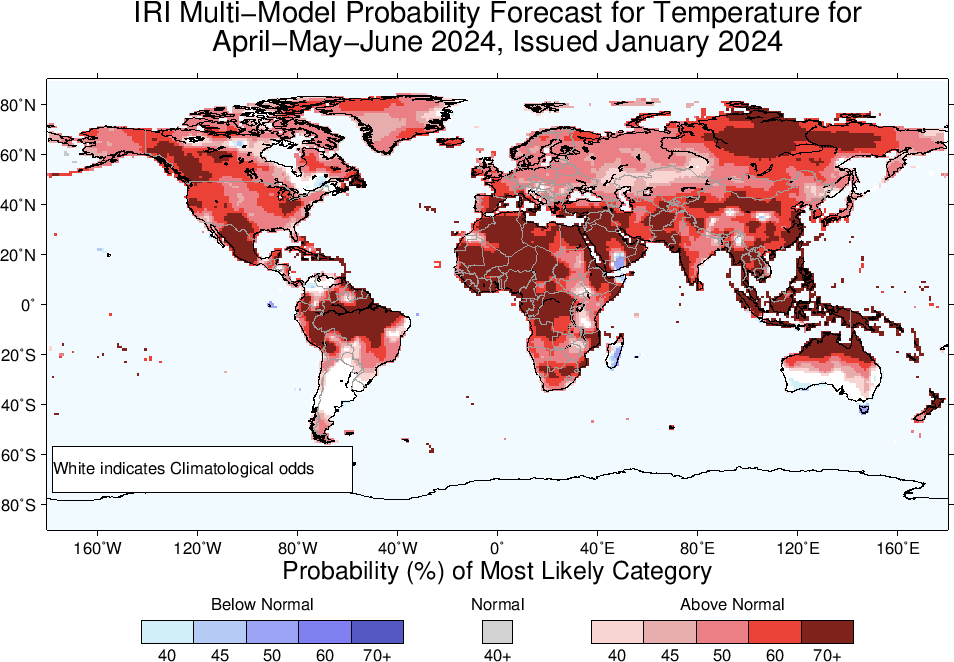 IRI Multi−Model Probability Forecast for Temperature for
April−May−June 2024, Issued January 2024
80˚N
60˚N
40˚N
20˚N
0˚
20˚S
40˚S
60˚S
80˚S
White indicates Climatological odds
160˚W 120˚W 80˚W 40˚W 0˚ 40˚E 80˚E 120˚E 160˚E
Probability (%) of Most Likely Category
Below Normal Normal Above Normal
40 45 50 60 70+ 40+ 40 45 50 60 70+